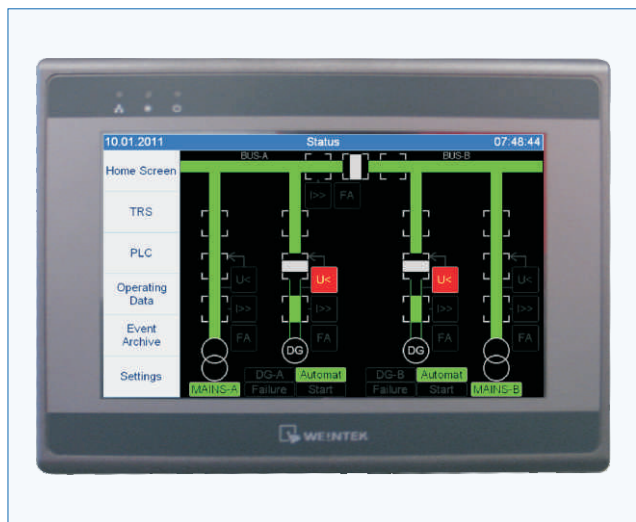 10.01.2011 Status 07:48:44
BUS-A BUS-B
Home Screen
I>> FA
TRS
PLC
U< U< U< U<
Operating
Data
I>> I>> I>> I>>
Event
Archive
FA FA FA FA
DG DG
Settings
DG-A Automat DG-B Automat
MAINS-A Failure Start Failure Start MAINS-B
WEINTEK